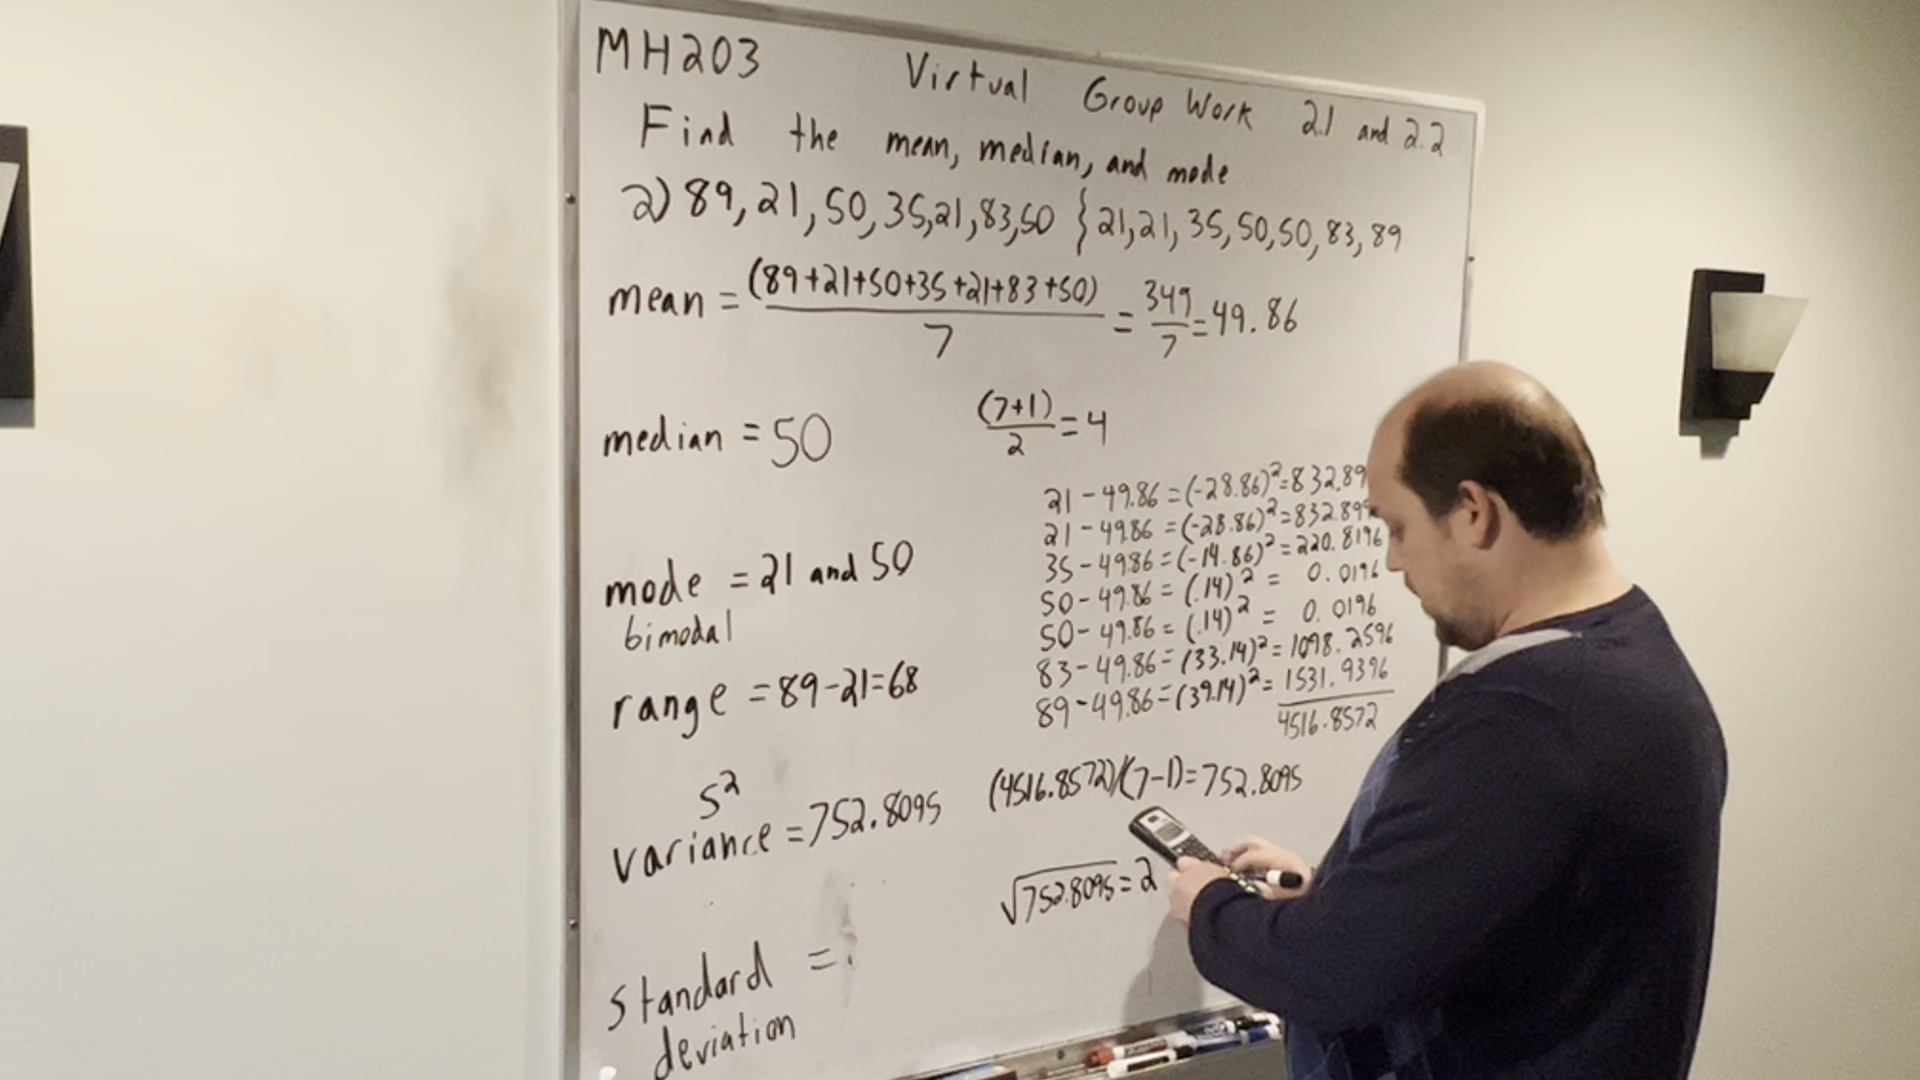 MH203 Virtual Group Work 2.1 and 2.2
Find the mean, median, and mode
2) 89, 21, 50, 35, 21, 83, 50 } 21, 21, 35, 50, 50, 83, 89
mean = (89+21+50+35+21+83+50) / 7 = 349/7 = 49.86
median = 50 (7+1)/2 = 4
21 - 49.86 = (-28.86)² = 832.89
21 - 49.86 = (-28.86)² = 832.899
35 - 49.86 = (-14.86)² = 220.8196
50 - 49.86 = (.14)² = 0.0196
50 - 49.86 = (.14)² = 0.0196
83 - 49.86 = (33.14)² = 1098.2596
89 - 49.86 = (39.14)² = 1531.9396
4516.8572
mode = 21 and 50
bimodal
range = 89-21=68
s²
variance = 752.8095 (4516.8572)/(7-1) = 752.8095
√752.8095 = 2
standard =
deviation